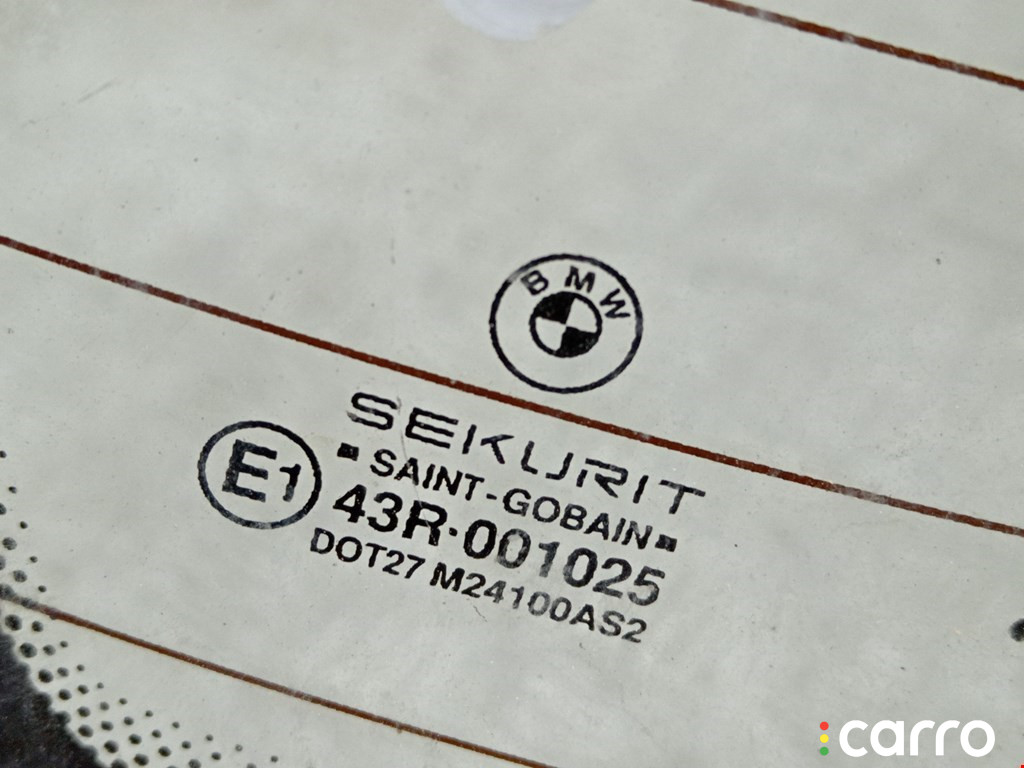 BMW
SEKURIT
SAINT-GOBAIN
E1
43R-001025
DOT27 M24100AS2
carro